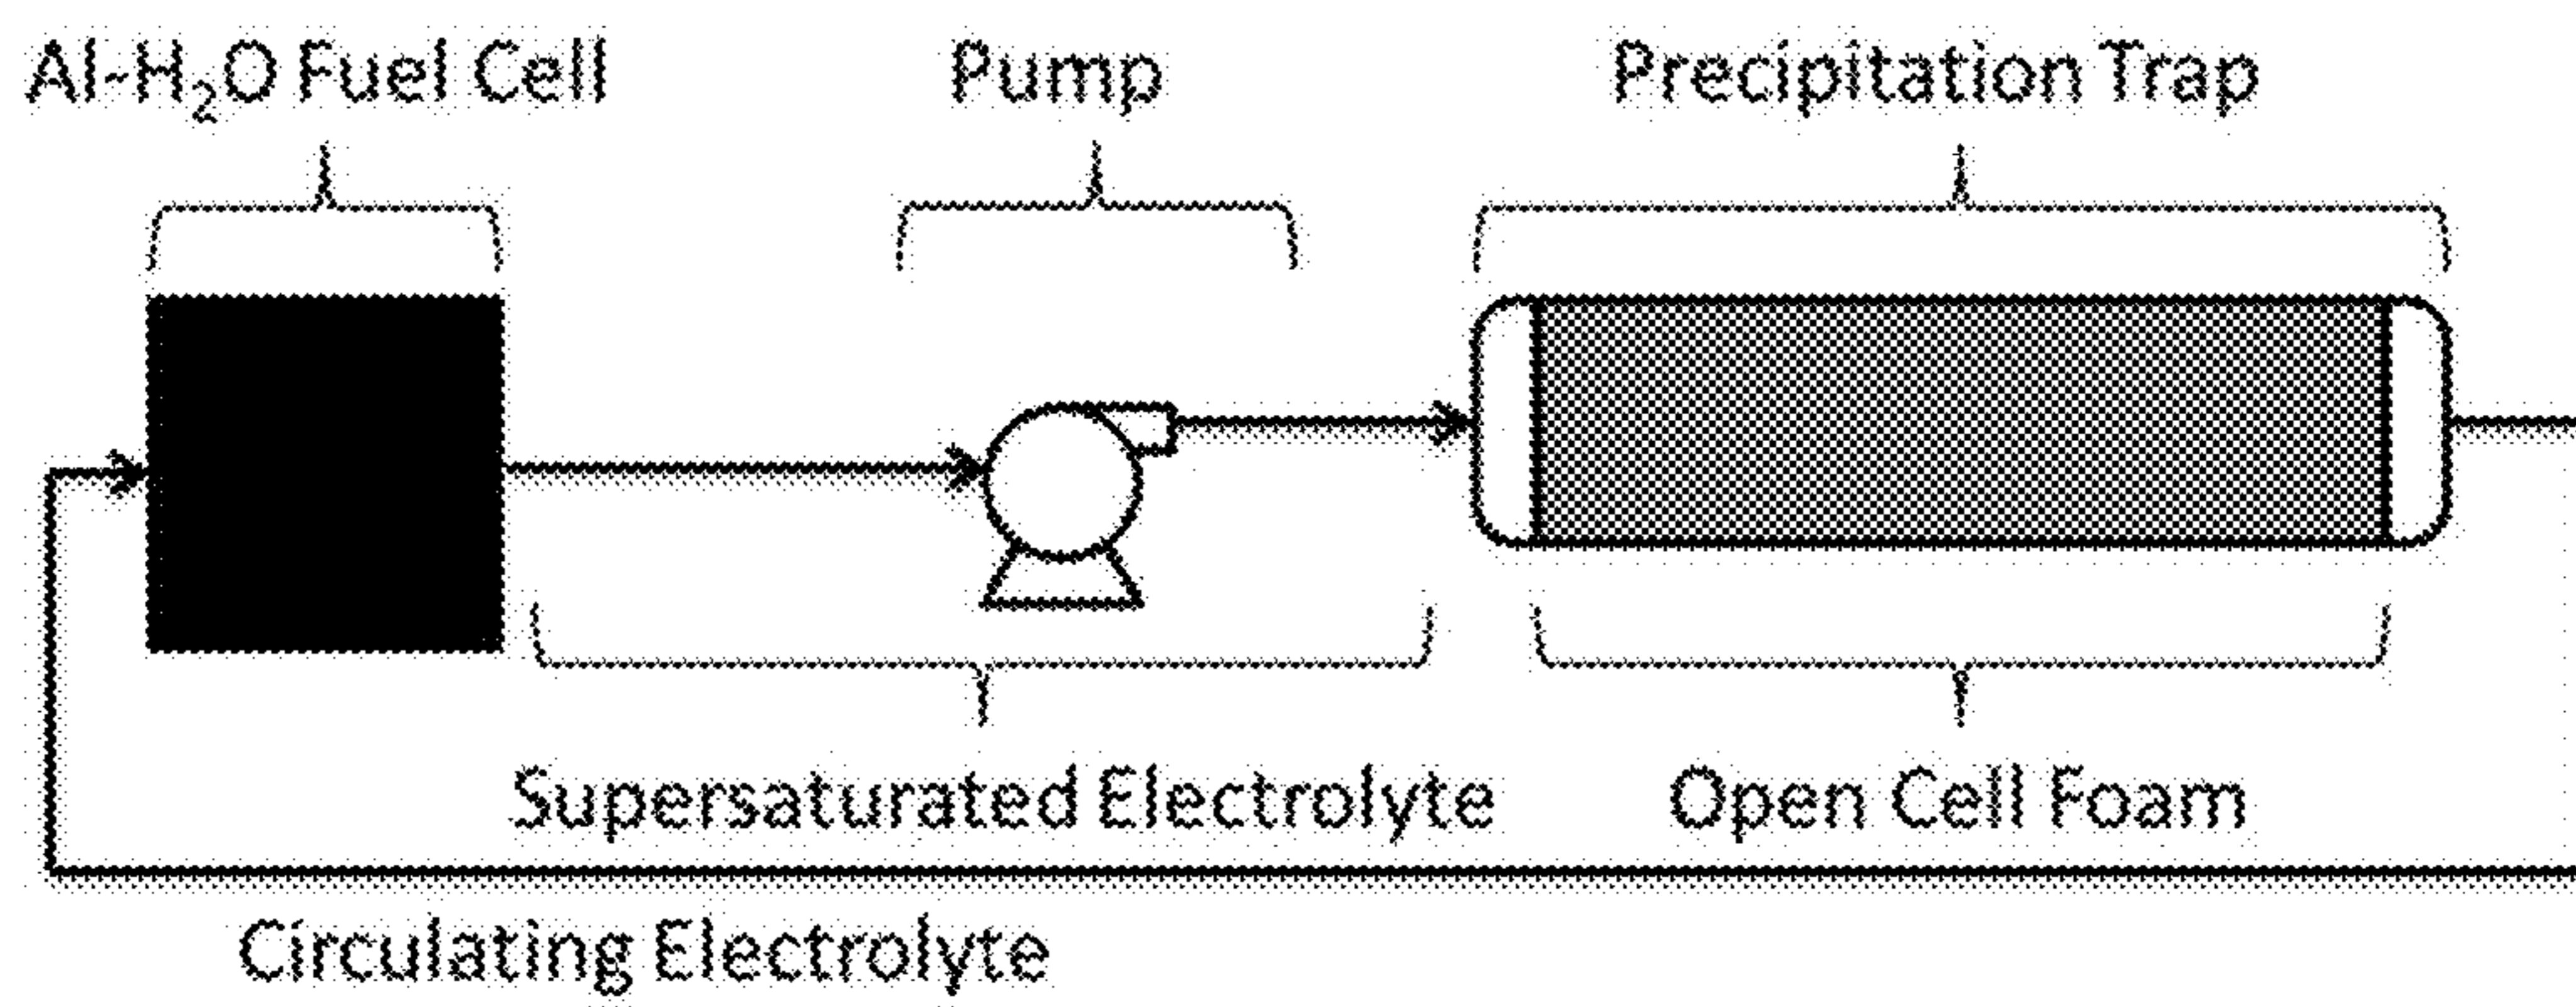 Al-H₂O Fuel Cell
Pump
Precipitation Trap
Supersaturated Electrolyte
Open Cell Foam
Circulating Electrolyte